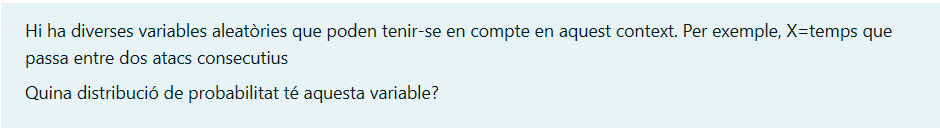 Hi ha diverses variables aleatòries que poden tenir-se en compte en aquest context. Per exemple, X=temps que
passa entre dos atacs consecutius
Quina distribució de probabilitat té aquesta variable?